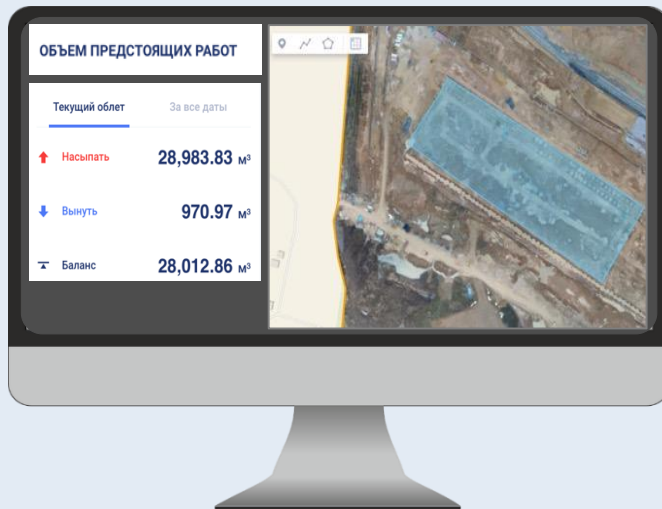 ОБЪЕМ ПРЕДСТОЯЩИХ РАБОТ
Текущий облет За все даты
Насыпать 28,983.83 м³
Вынуть 970.97 м³
Баланс 28,012.86 м³